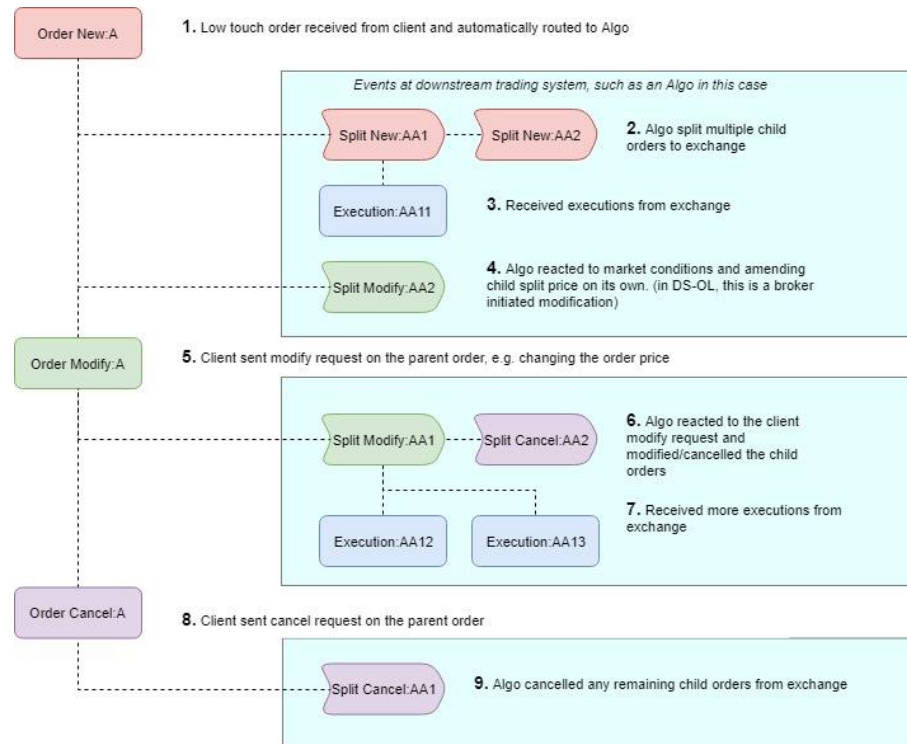 Order New:A
1. Low touch order received from client and automatically routed to Algo
Events at downstream trading system, such as an Algo in this case
Split New:AA1
Split New:AA2
2. Algo split multiple child
orders to exchange
Execution:AA11
3. Received executions from exchange
Split Modify:AA2
4. Algo reacted to market conditions and amending
child split price on its own. (in DS-OL, this is a broker
initiated modification)
Order Modify:A
5. Client sent modify request on the parent order, e.g. changing the order price
Split Modify:AA1
Split Cancel:AA2
6. Algo reacted to the client
modify request and
modified/cancelled the child
orders
7. Received more executions from
exchange
Execution:AA12
Execution:AA13
Order Cancel:A
8. Client sent cancel request on the parent order
Split Cancel:AA1
9. Algo cancelled any remaining child orders from exchange